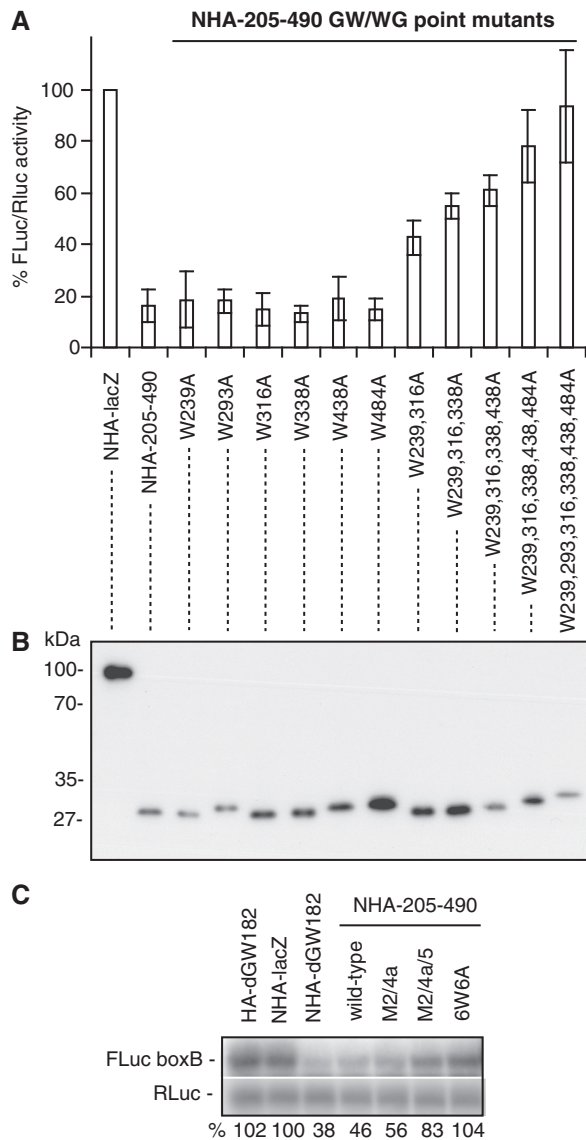 A
NHA-205-490 GW/WG point mutants
% FLuc/Rluc activity
100
80
60
40
20
0
NHA-lacZ
NHA-205-490
W239A
W293A
W316A
W338A
W438A
W484A
W239,316A
W239,316,338A
W239,316,338,438A
W239,316,338,438,484A
W239,293,316,338,438,484A
B
kDa
100-
70-
35-
27-
C
NHA-205-490
HA-dGW182
NHA-lacZ
NHA-dGW182
wild-type
M2/4a
M2/4a/5
6W6A
FLuc boxB -
RLuc -
% 102 100 38 46 56 83 104